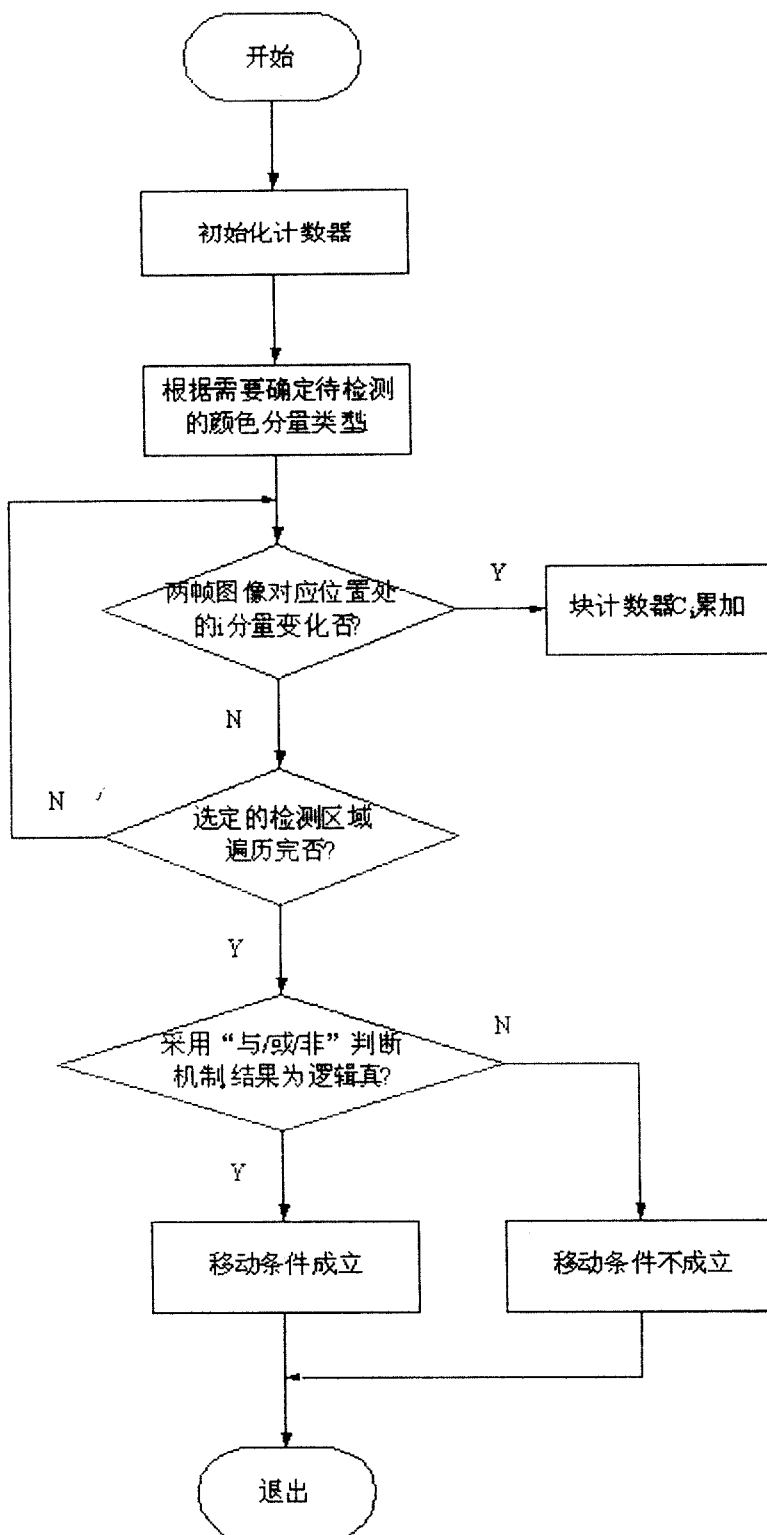 开始
初始化计数器
根据需要确定待检测
的颜色分量类型
两帧图像对应位置处
的i分量变化否?
Y
块计数器Cᵢ累加
N
选定的检测区域
遍历完否?
N
Y
采用“与/或/非”判断
机制,结果为逻辑真?
N
Y
移动条件成立
移动条件不成立
退出